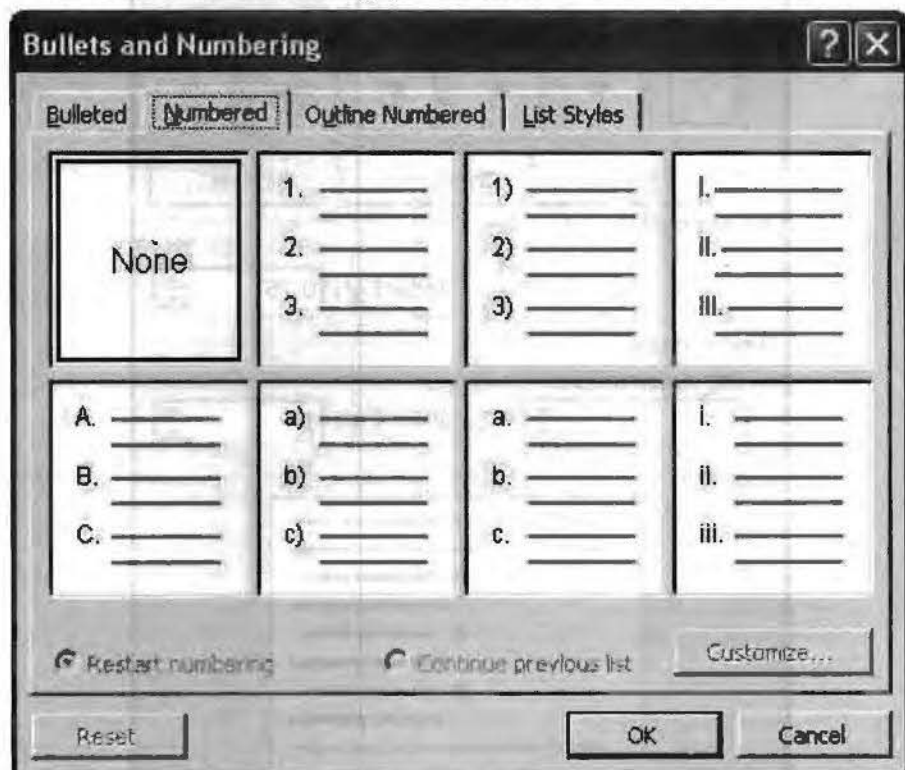 Bullets and Numbering
Bulleted Numbered Outline Numbered List Styles
None
1.
2.
3.
1)
2)
3)
I.
II.
III.
A.
B.
C.
a)
b)
c)
a.
b.
c.
i.
ii.
iii.
Restart numbering Continue previous list Customize...
Reset OK Cancel